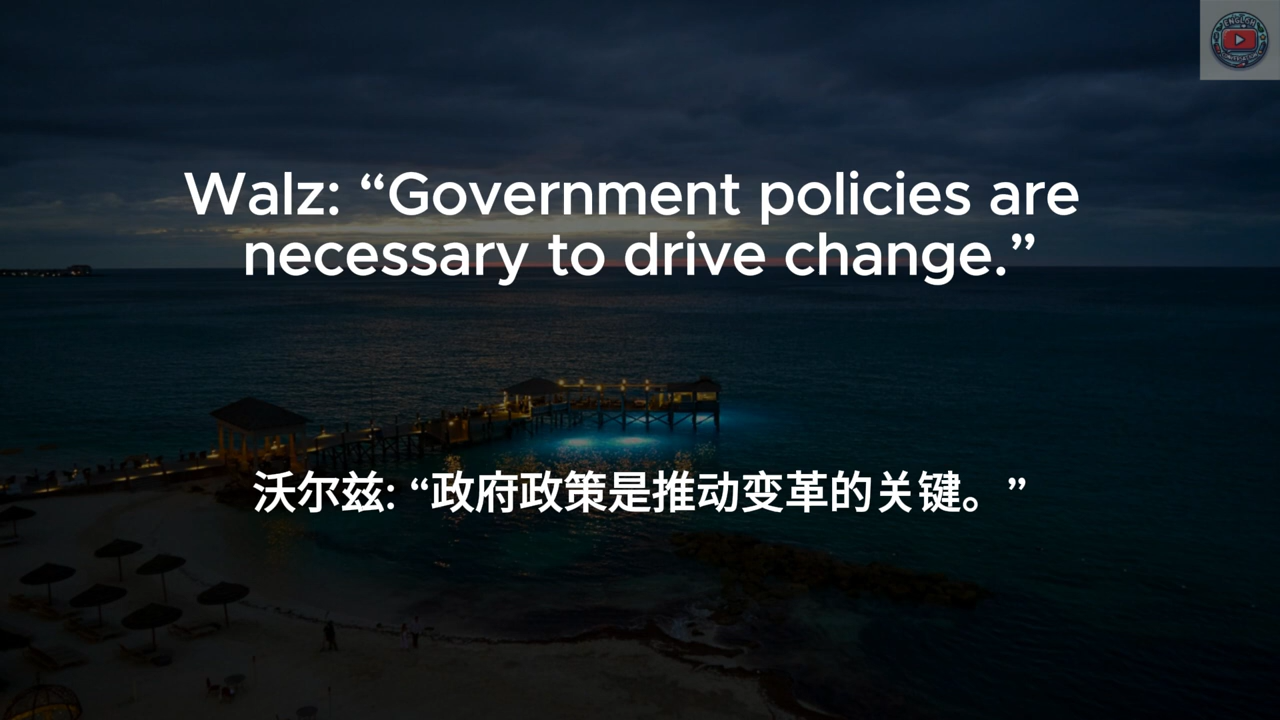 Walz: “Government policies are
necessary to drive change.”
沃尔兹: “政府政策是推动变革的关键。”